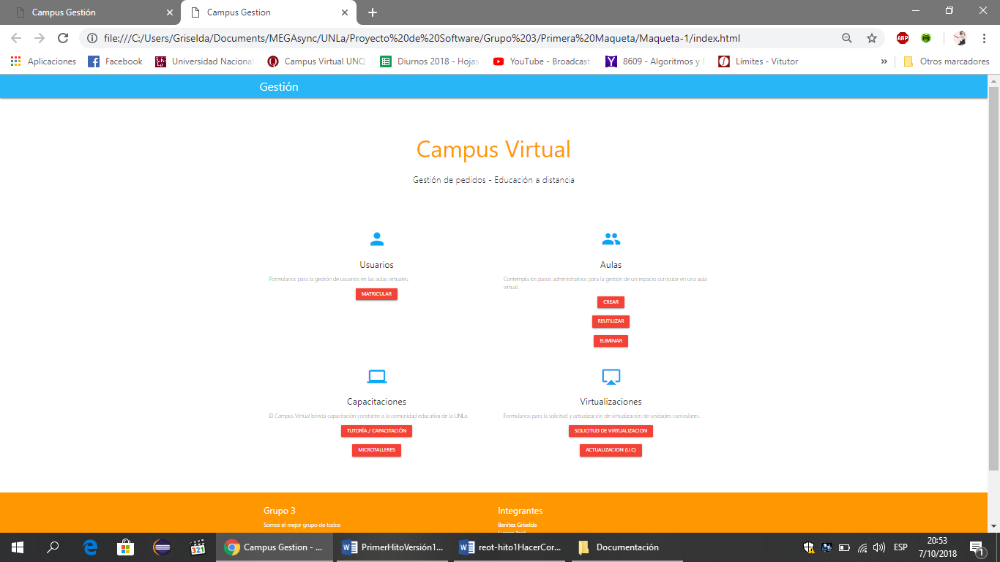 Campus Gestión
Campus Gestion
file:///C:/Users/Griselda/Documents/MEGAsync/UNLa/Proyecto%20de%20Software/Grupo%203/Primera%20Maqueta/Maqueta-1/index.html
ABP
Aplicaciones
Facebook
Universidad Nacional
Campus Virtual UNQ
Diurnos 2018 - Hojas
YouTube - Broadcast
8609 - Algoritmos y E
Límites - Vitutor
»
Otros marcadores
Gestión
Campus Virtual
Gestión de pedidos - Educación a distancia
Usuarios
Formularios para la gestión de usuarios en las aulas virtuales.
MATRICULAR
Aulas
Contempla los pasos administrativos para la gestión de un espacio curricular en una aula
virtual.
CREAR
REUTILIZAR
ELIMINAR
Capacitaciones
El Campus Virtual brinda capacitación constante a la comunidad educativa de la UNLa.
TUTORÍA / CAPACITACIÓN
MICROTALLERES
Virtualizaciones
Formularios para la solicitud y actualización de virtualización de unidades curriculares.
SOLICITUD DE VIRTUALIZACION
ACTUALIZACION (U.C)
Grupo 3
Somos el mejor grupo de todos
Integrantes
Benitez Griselda
321
Campus Gestion - ...
PrimerHitoVersión1...
reot-hito1HacerCor...
Documentación
ESP
20:53
7/10/2018
1